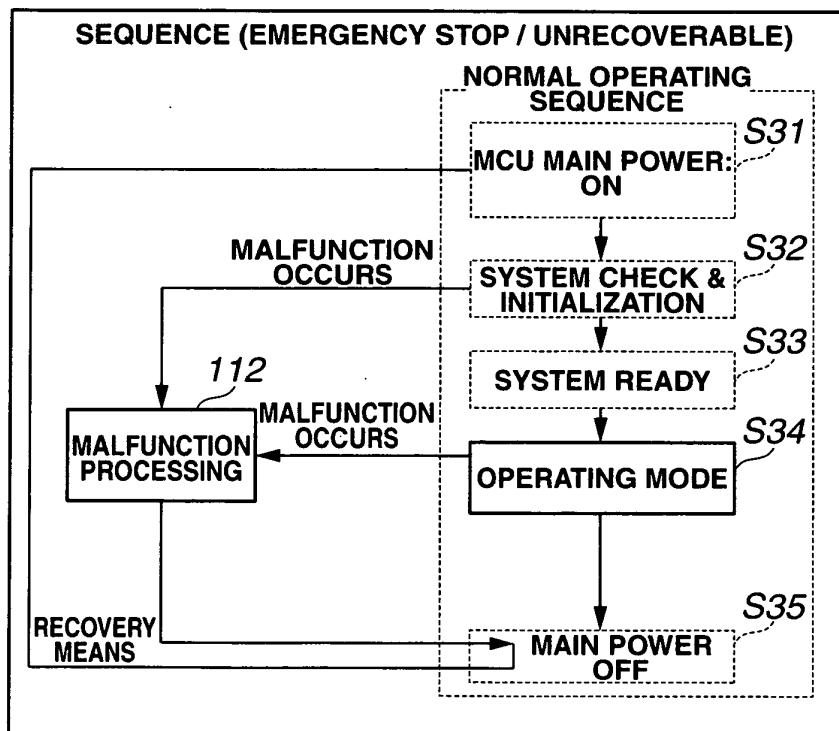 SEQUENCE (EMERGENCY STOP / UNRECOVERABLE)
NORMAL OPERATING
SEQUENCE
S31
MCU MAIN POWER:
ON
MALFUNCTION
OCCURS
S32
SYSTEM CHECK &
INITIALIZATION
S33
SYSTEM READY
112
MALFUNCTION
PROCESSING
MALFUNCTION
OCCURS
S34
OPERATING MODE
RECOVERY
MEANS
S35
MAIN POWER
OFF